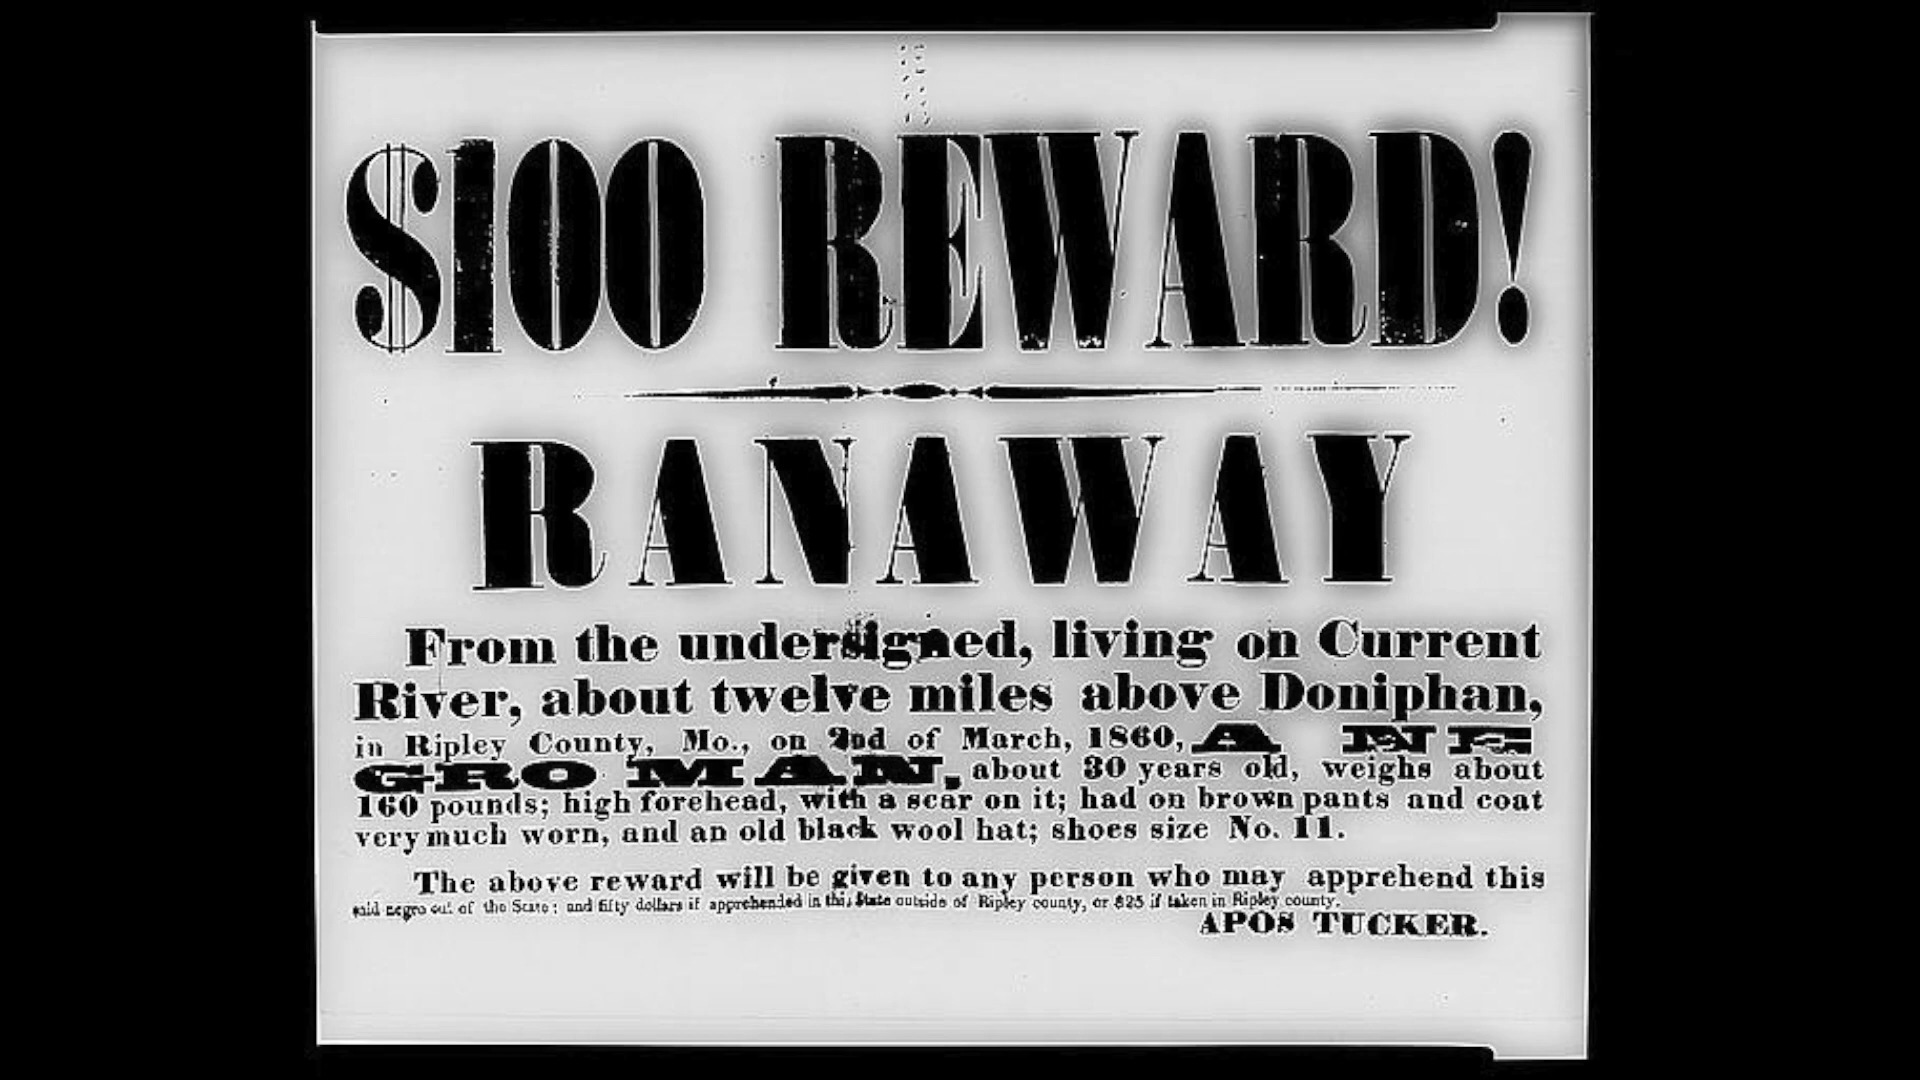 $100 REWARD!
RANAWAY
From the undersigned, living on Current
River, about twelve miles above Doniphan,
in Ripley County, Mo., on 2nd of March, 1860, A NE
GRO MAN, about 30 years old, weighs about
160 pounds; high forehead, with a scar on it; had on brown pants and coat
very much worn, and an old black wool hat; shoes size No. 11.
The above reward will be given to any person who may apprehend this
said negro out of the State; and fifty dollars if apprehended in this State outside of Ripley county, or $25 if taken in Ripley county.
APOS TUCKER.